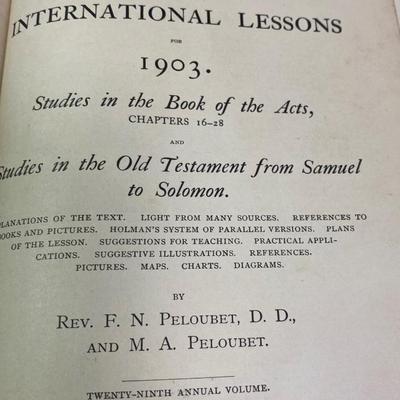 INTERNATIONAL LESSONS
FOR
1903.
Studies in the Book of the Acts,
CHAPTERS 16-28
AND
Studies in the Old Testament from Samuel
to Solomon.
PLANATIONS OF THE TEXT. LIGHT FROM MANY SOURCES. REFERENCES TO
BOOKS AND PICTURES. HOLMAN'S SYSTEM OF PARALLEL VERSIONS. PLANS
OF THE LESSON. SUGGESTIONS FOR TEACHING. PRACTICAL APPLI-
CATIONS. SUGGESTIVE ILLUSTRATIONS. REFERENCES.
PICTURES. MAPS. CHARTS. DIAGRAMS.
BY
REV. F. N. PELOUBET, D. D.,
AND M. A. PELOUBET.
TWENTY-NINTH ANNUAL VOLUME.